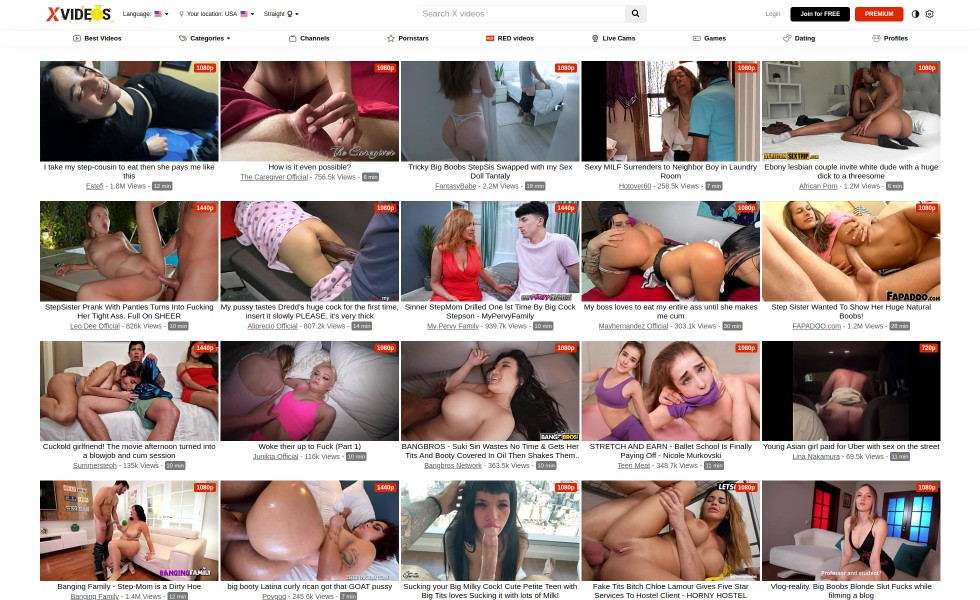 XVIDEOS
Language:
Your location: USA
Straight
Search X videos
Login
Join for FREE
PREMIUM
Best Videos
Categories
Channels
Pornstars
RED videos
Live Cams
Games
Dating
Profiles
1080p
1080p
The Caregiver
1080p
1080p
1080p
I take my step-cousin to eat then she pays me like
this
Estefi - 1.8M Views - 12 min
How is it even possible?
The Caregiver Official - 756.5k Views - 6 min
Tricky Big Boobs StepSis Swapped with my Sex
Doll Tantaly
FantasyBabe - 2.2M Views - 19 min
Sexy MILF Surrenders to Neighbor Boy in Laundry
Room
Hotover60 - 258.5k Views - 7 min
Ebony lesbian couple invite white dude with a huge
dick to a threesome
African Porn - 1.2M Views - 6 min
1440p
1080p
1440p
1080p
1080p
FAPADOO.COM
StepSister Prank With Panties Turns Into Fucking
Her Tight Ass. Full On SHEER
Leo Dee Official - 826k Views - 10 min
My pussy tastes Dredd's huge cock for the first time,
insert it slowly PLEASE, it's very thick
Aliprecio Official - 807.2k Views - 14 min
Sinner StepMom Drilled One Ist Time By Big Cock
Stepson - MyPervyFamily
My Pervy Family - 939.7k Views - 10 min
My boss loves to eat my entire ass until she makes
me cum
Mayhernandez Official - 303.1k Views - 30 min
Step Sister Wanted To Show Her Huge Natural
Boobs!
FAPADOO.com - 1.2M Views - 28 min
1440p
1080p
1080p
BANGBROS
1080p
720p
Cuckold girlfriend! The movie afternoon turned into
a blowjob and cum session
Summersteph - 135k Views - 10 min
Woke their up to Fuck (Part 1)
Junikta Official - 116k Views - 10 min
BANGBROS - Suki Sin Wastes No Time & Gets Her
Tits And Booty Covered In Oil Then Shakes Them..
Bangbros Network - 363.5k Views - 10 min
STRETCH AND EARN - Ballet School Is Finally
Paying Off - Nicole Murkovski
Teen Meat - 348.7k Views - 11 min
Young Asian girl paid for Uber with sex on the street
Lina Nakamura - 69.5k Views - 11 min
1080p
BANGINGFAMILY
1440p
1080p
1080p
1080p
Professor and student?
Banging Family - Step-Mom is a Dirty Hoe
Banging Family - 1.4M Views - 12 min
big booty Latina curly rican got that GOAT pussy
Povgod - 245.6k Views - 7 min
Sucking your Big Milky Cock! Cute Petite Teen with
Big Tits loves Sucking it with lots of Milk!
Fake Tits Bitch Chloe Lamour Gives Five Star
Services To Hostel Client - HORNY HOSTEL
Vlog-reality. Big Boobs Blonde Slut Fucks while
filming a blog